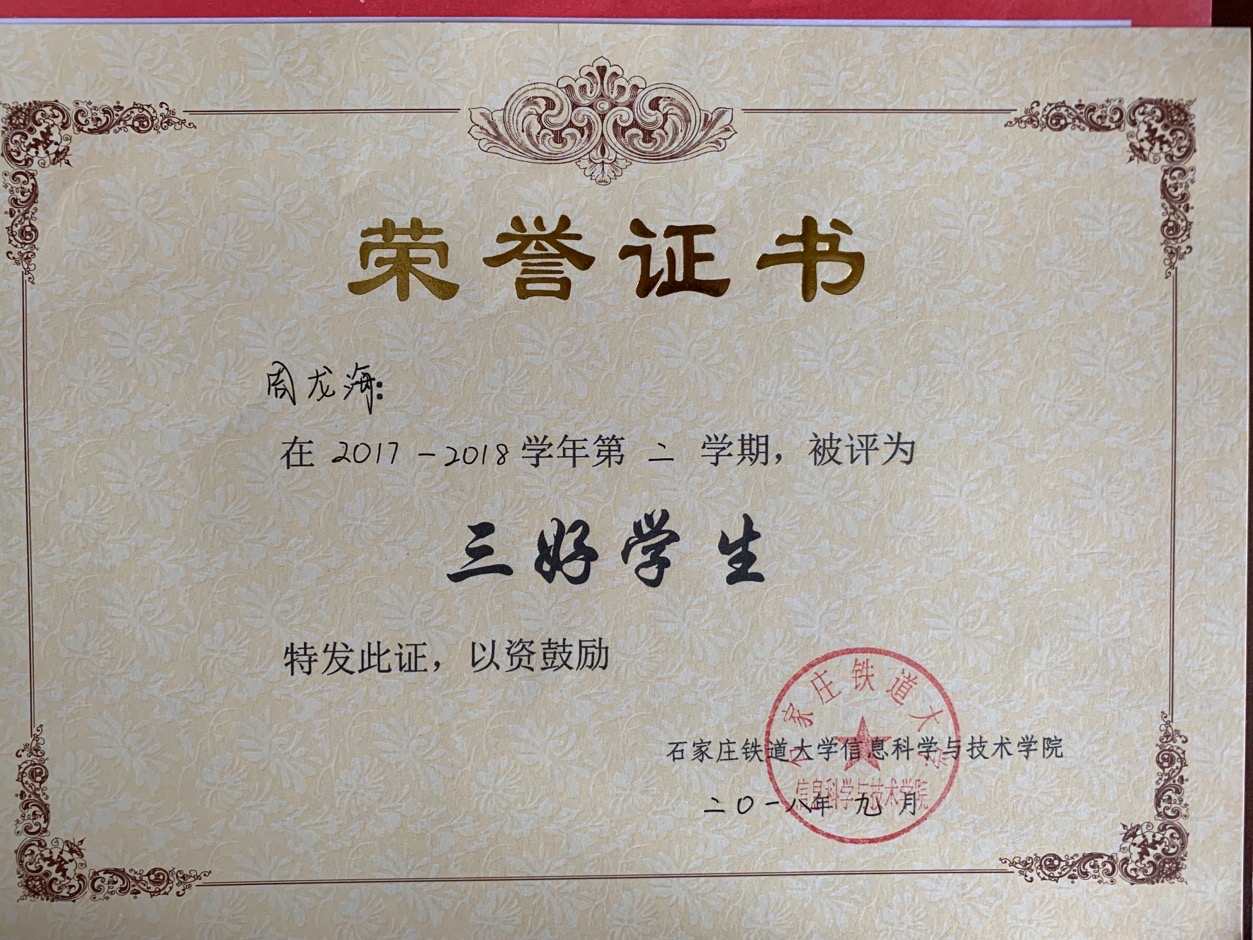 荣誉证书
周龙海:
在 2017-2018 学年第 二 学期，被评为
三好学生
特发此证，以资鼓励
石家庄铁道大学信息科学与技术学院
二〇一八年 九 月
石家庄铁道大学
信息科学与技术学院